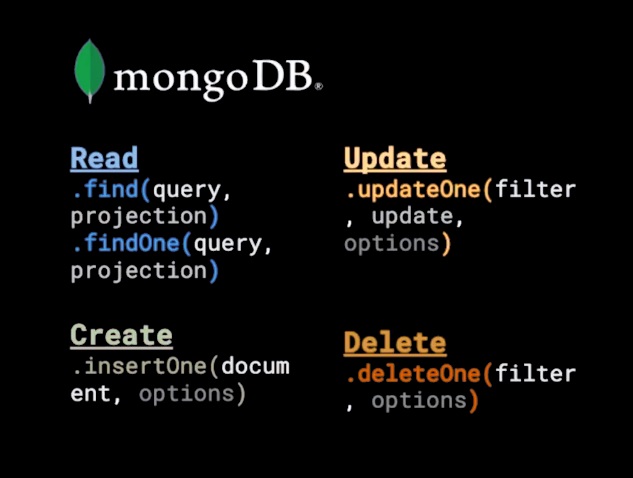 mongoDB®
Read
.find(query,
projection)
.findOne(query,
projection)
Update
.updateOne(filter
, update,
options)
Create
.insertOne(docum
ent, options)
Delete
.deleteOne(filter
, options)